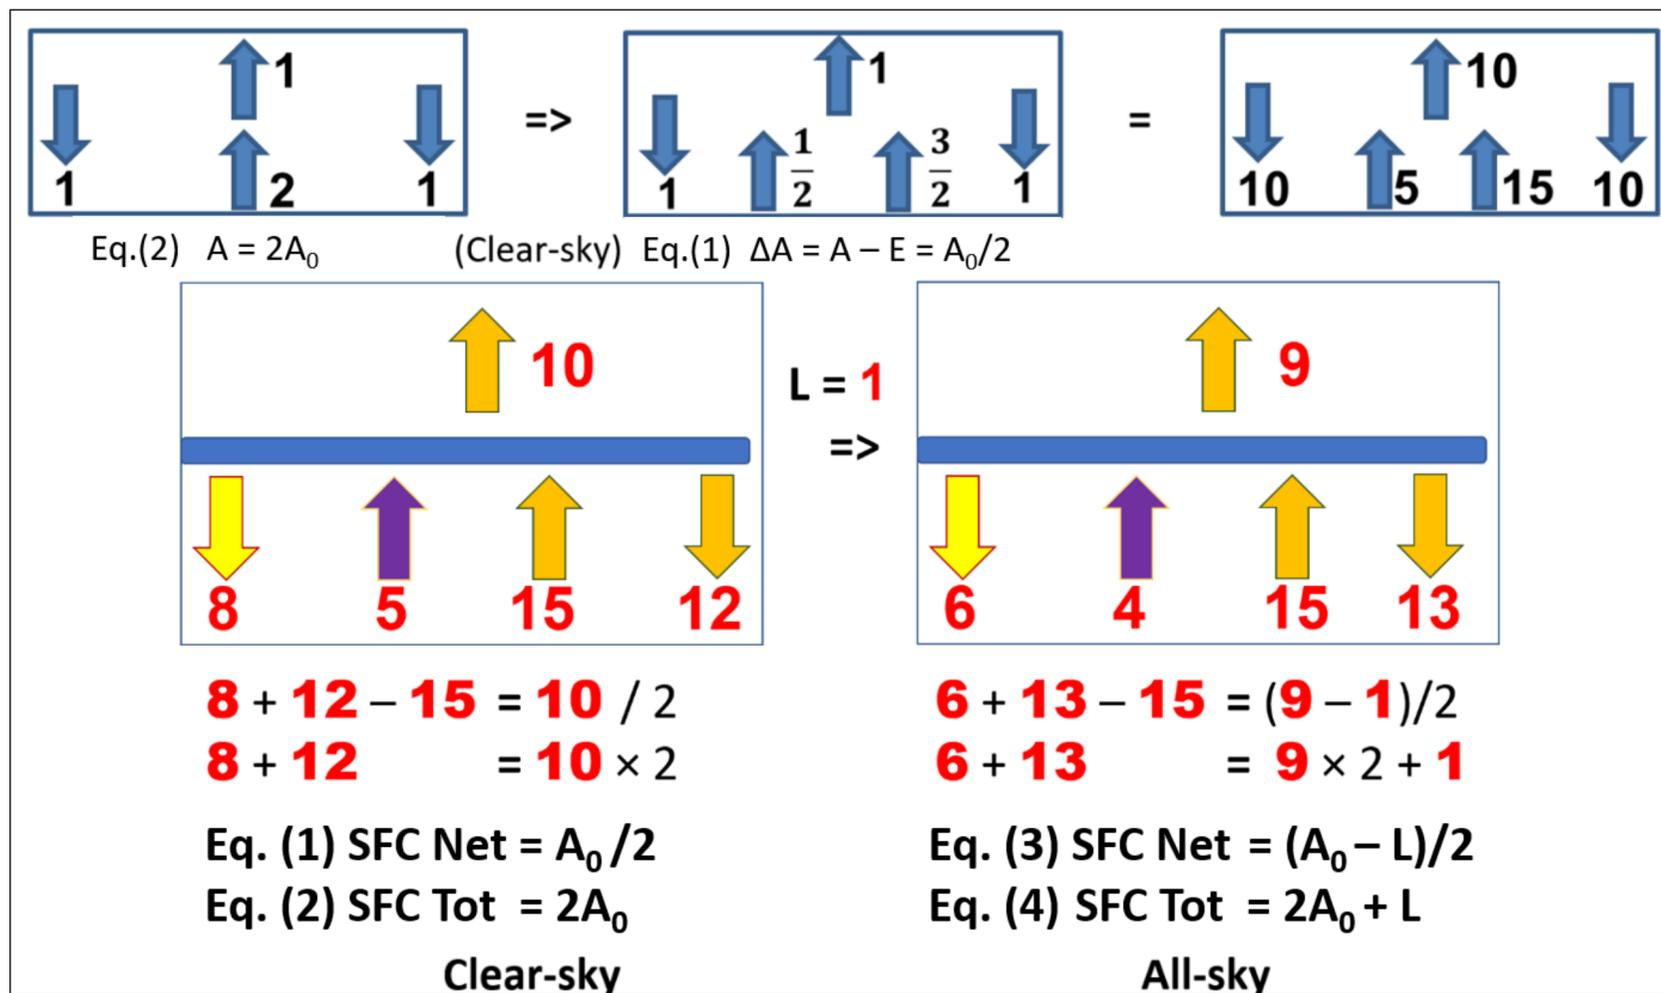 1 1 10
=> =
1 2 1 1 1/2 3/2 1 10 5 15 10
Eq.(2) A = 2A₀ (Clear-sky) Eq.(1) ΔA = A – E = A₀/2
10 L = 1 9
=>
8 5 15 12 6 4 15 13
8 + 12 – 15 = 10 / 2
8 + 12 = 10 × 2
6 + 13 – 15 = (9 – 1)/2
6 + 13 = 9 × 2 + 1
Eq. (1) SFC Net = A₀/2
Eq. (2) SFC Tot = 2A₀
Clear-sky
Eq. (3) SFC Net = (A₀ – L)/2
Eq. (4) SFC Tot = 2A₀ + L
All-sky